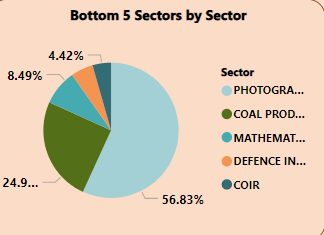 Bottom 5 Sectors by Sector
4.42%
8.49%
24.9...
56.83%
Sector
PHOTOGRA...
COAL PROD...
MATHEMAT...
DEFENCE IN...
COIR